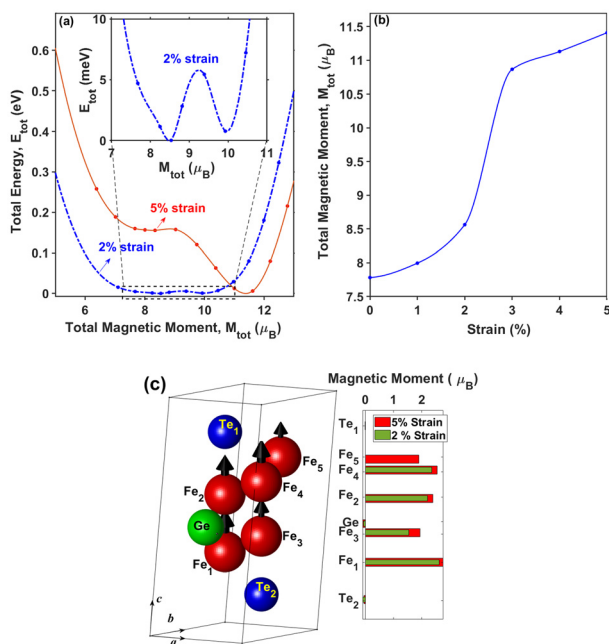 (a)
Total Energy, E_tot (eV)
0.6
0.5
0.4
0.3
0.2
0.1
0
6
8
10
12
Total Magnetic Moment, M_tot (μ_B)
5% strain
2% strain
E_tot (meV)
10
5
0
7
8
9
10
11
M_tot (μ_B)
2% strain
(b)
Total Magnetic Moment, M_tot (μ_B)
11.5
11
10.5
10
9.5
9
8.5
8
7.5
0
1
2
3
4
5
Strain (%)
(c)
Te_1
Fe_5
Fe_2
Fe_4
Ge
Fe_3
Fe_1
Te_2
c
b
a
Magnetic Moment ( μ_B)
0
1
2
5% Strain
2 % Strain
Te_1
Fe_5
Fe_4
Fe_2
Ge
Fe_3
Fe_1
Te_2